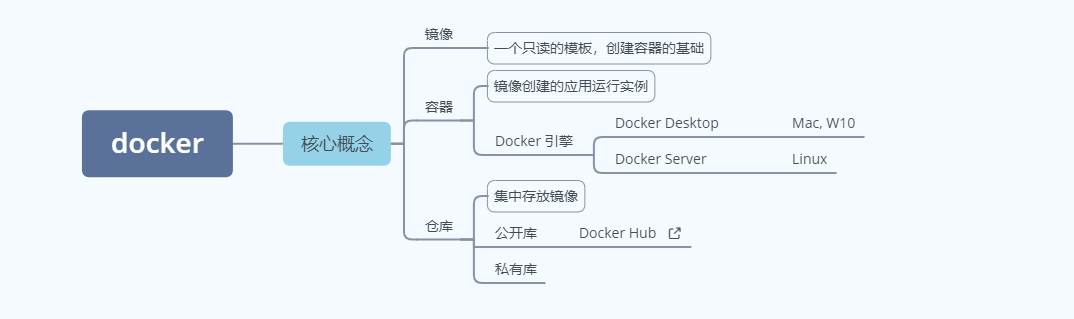 docker
核心概念
镜像
一个只读的模板，创建容器的基础
容器
镜像创建的应用运行实例
Docker 引擎
Docker Desktop Mac, W10
Docker Server Linux
仓库
集中存放镜像
公开库 Docker Hub
私有库